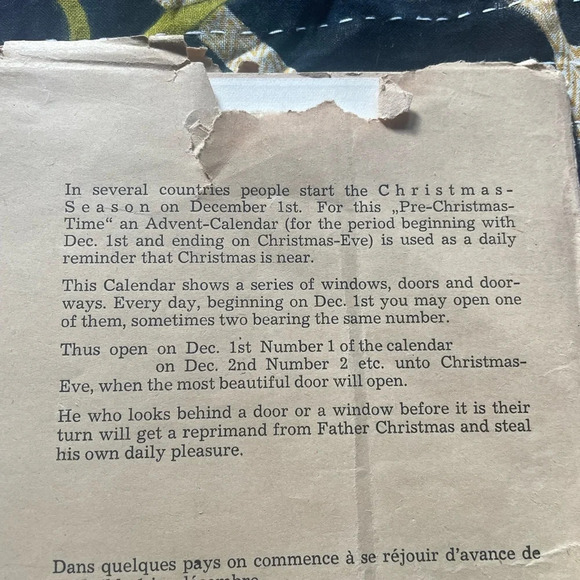 In several countries people start the Christmas-
Season on December 1st. For this „Pre-Christmas-
Time“ an Advent-Calendar (for the period beginning with
Dec. 1st and ending on Christmas-Eve) is used as a daily
reminder that Christmas is near.
This Calendar shows a series of windows, doors and door-
ways. Every day, beginning on Dec. 1st you may open one
of them, sometimes two bearing the same number.
Thus open on Dec. 1st Number 1 of the calendar
on Dec. 2nd Number 2 etc. unto Christmas-
Eve, when the most beautiful door will open.
He who looks behind a door or a window before it is their
turn will get a reprimand from Father Christmas and steal
his own daily pleasure.
Dans quelques pays on commence à se réjouir d'avance de
décembre